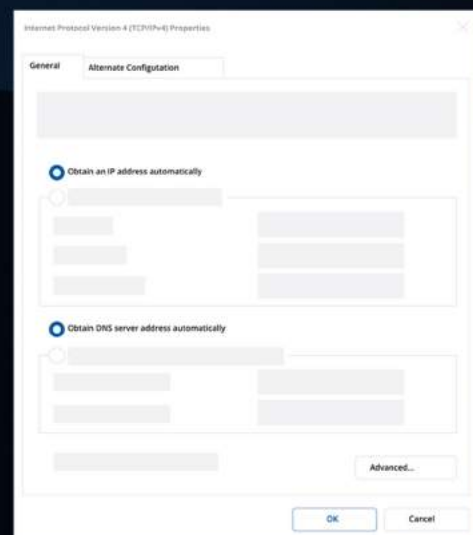 Internet Protocol Version 4 (TCP/IPv4) Properties
General
Alternate Configutation
Obtain an IP address automatically
Obtain DNS server address automatically
Advanced...
OK
Cancel